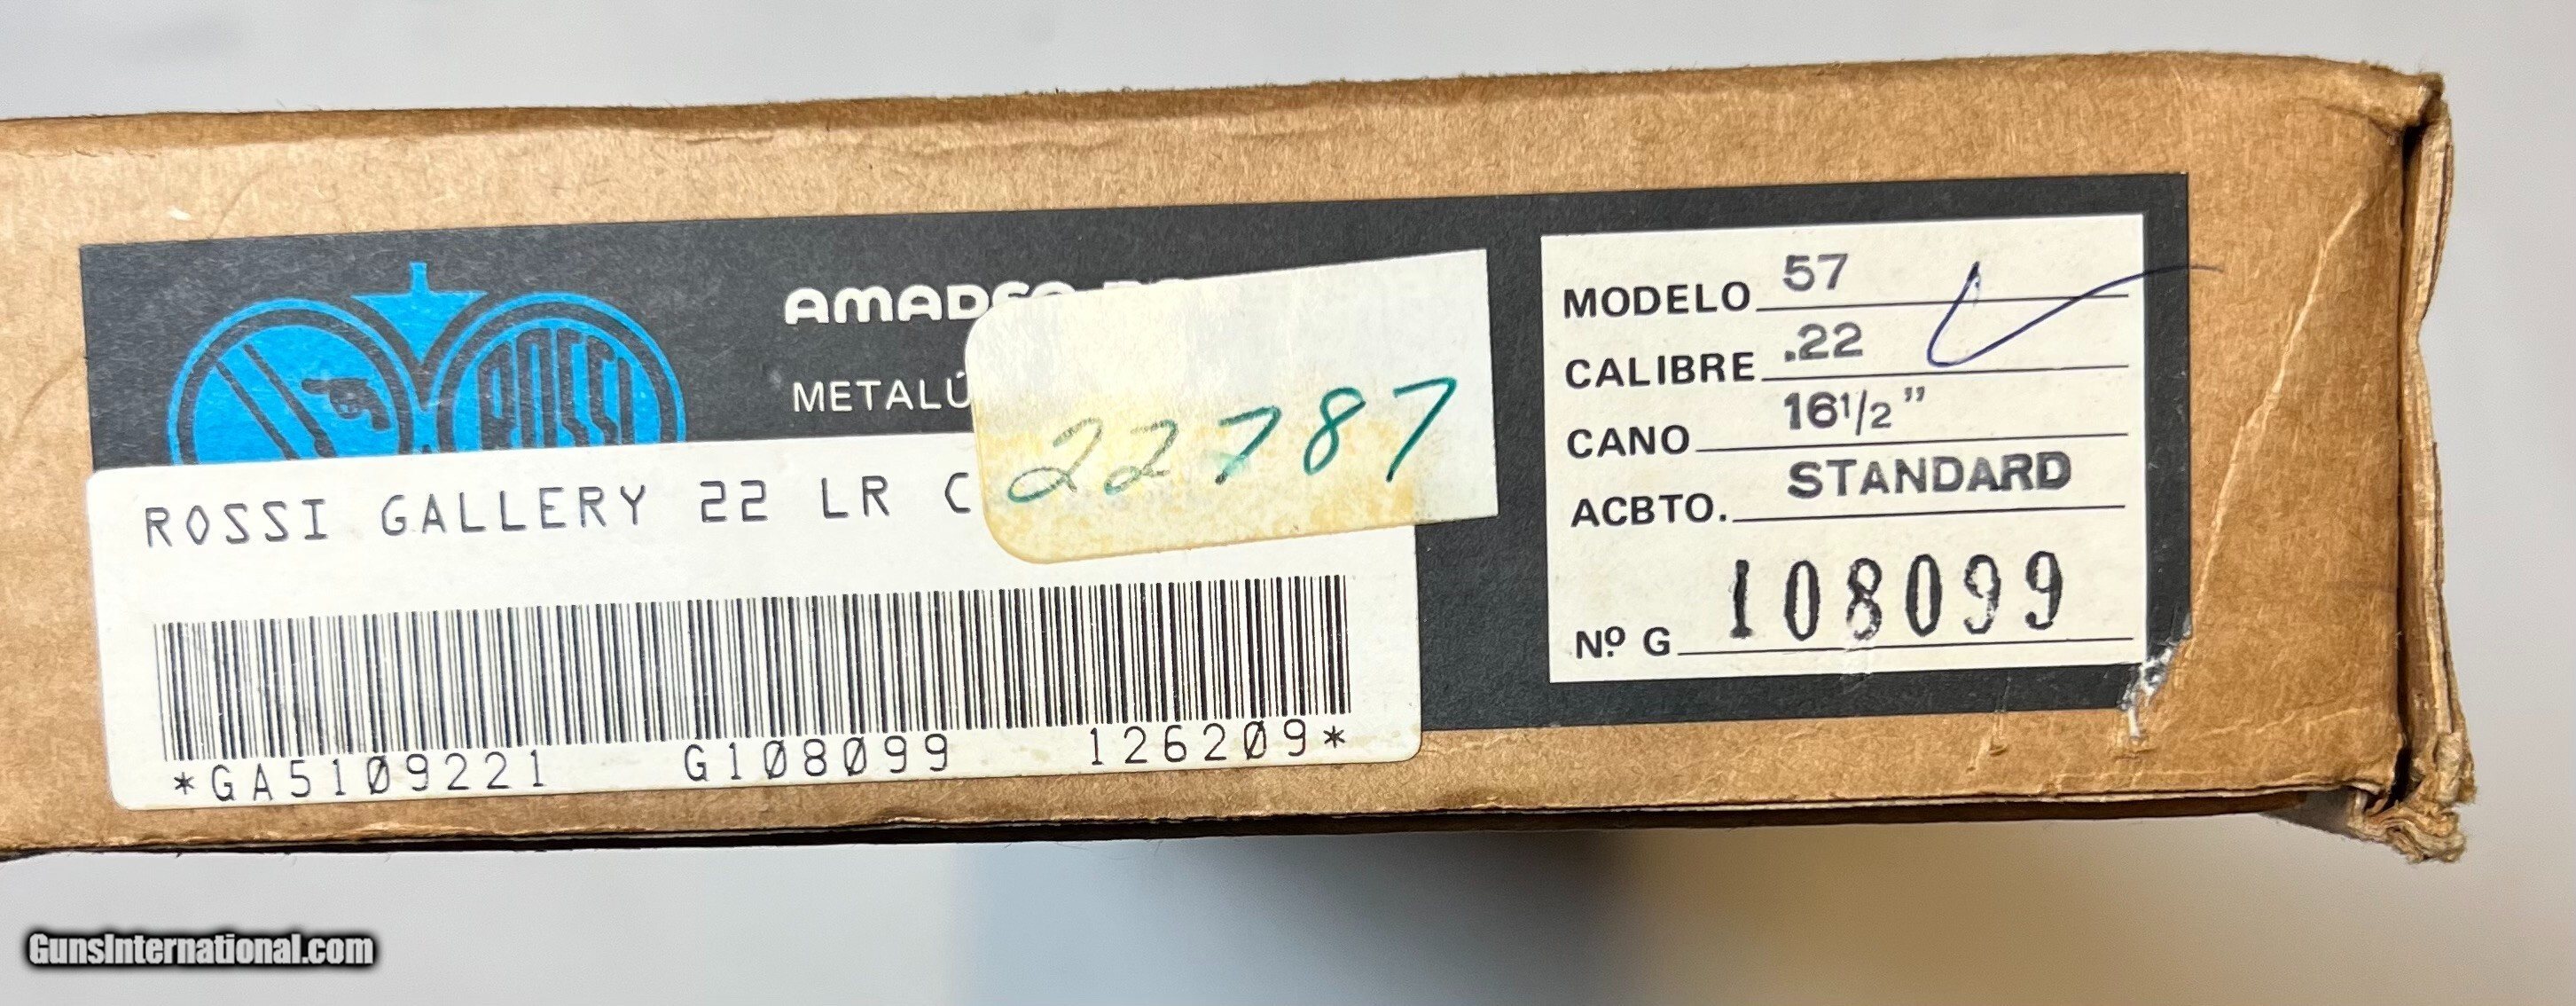 AMADEO
METALÚ
ROSSI
22787
ROSSI GALLERY 22 LR C
*GA5109221 G108099 126209*
MODELO 57
CALIBRE .22
CANO 16 1/2"
ACBTO. STANDARD
Nº G 108099
GunsInternational.com